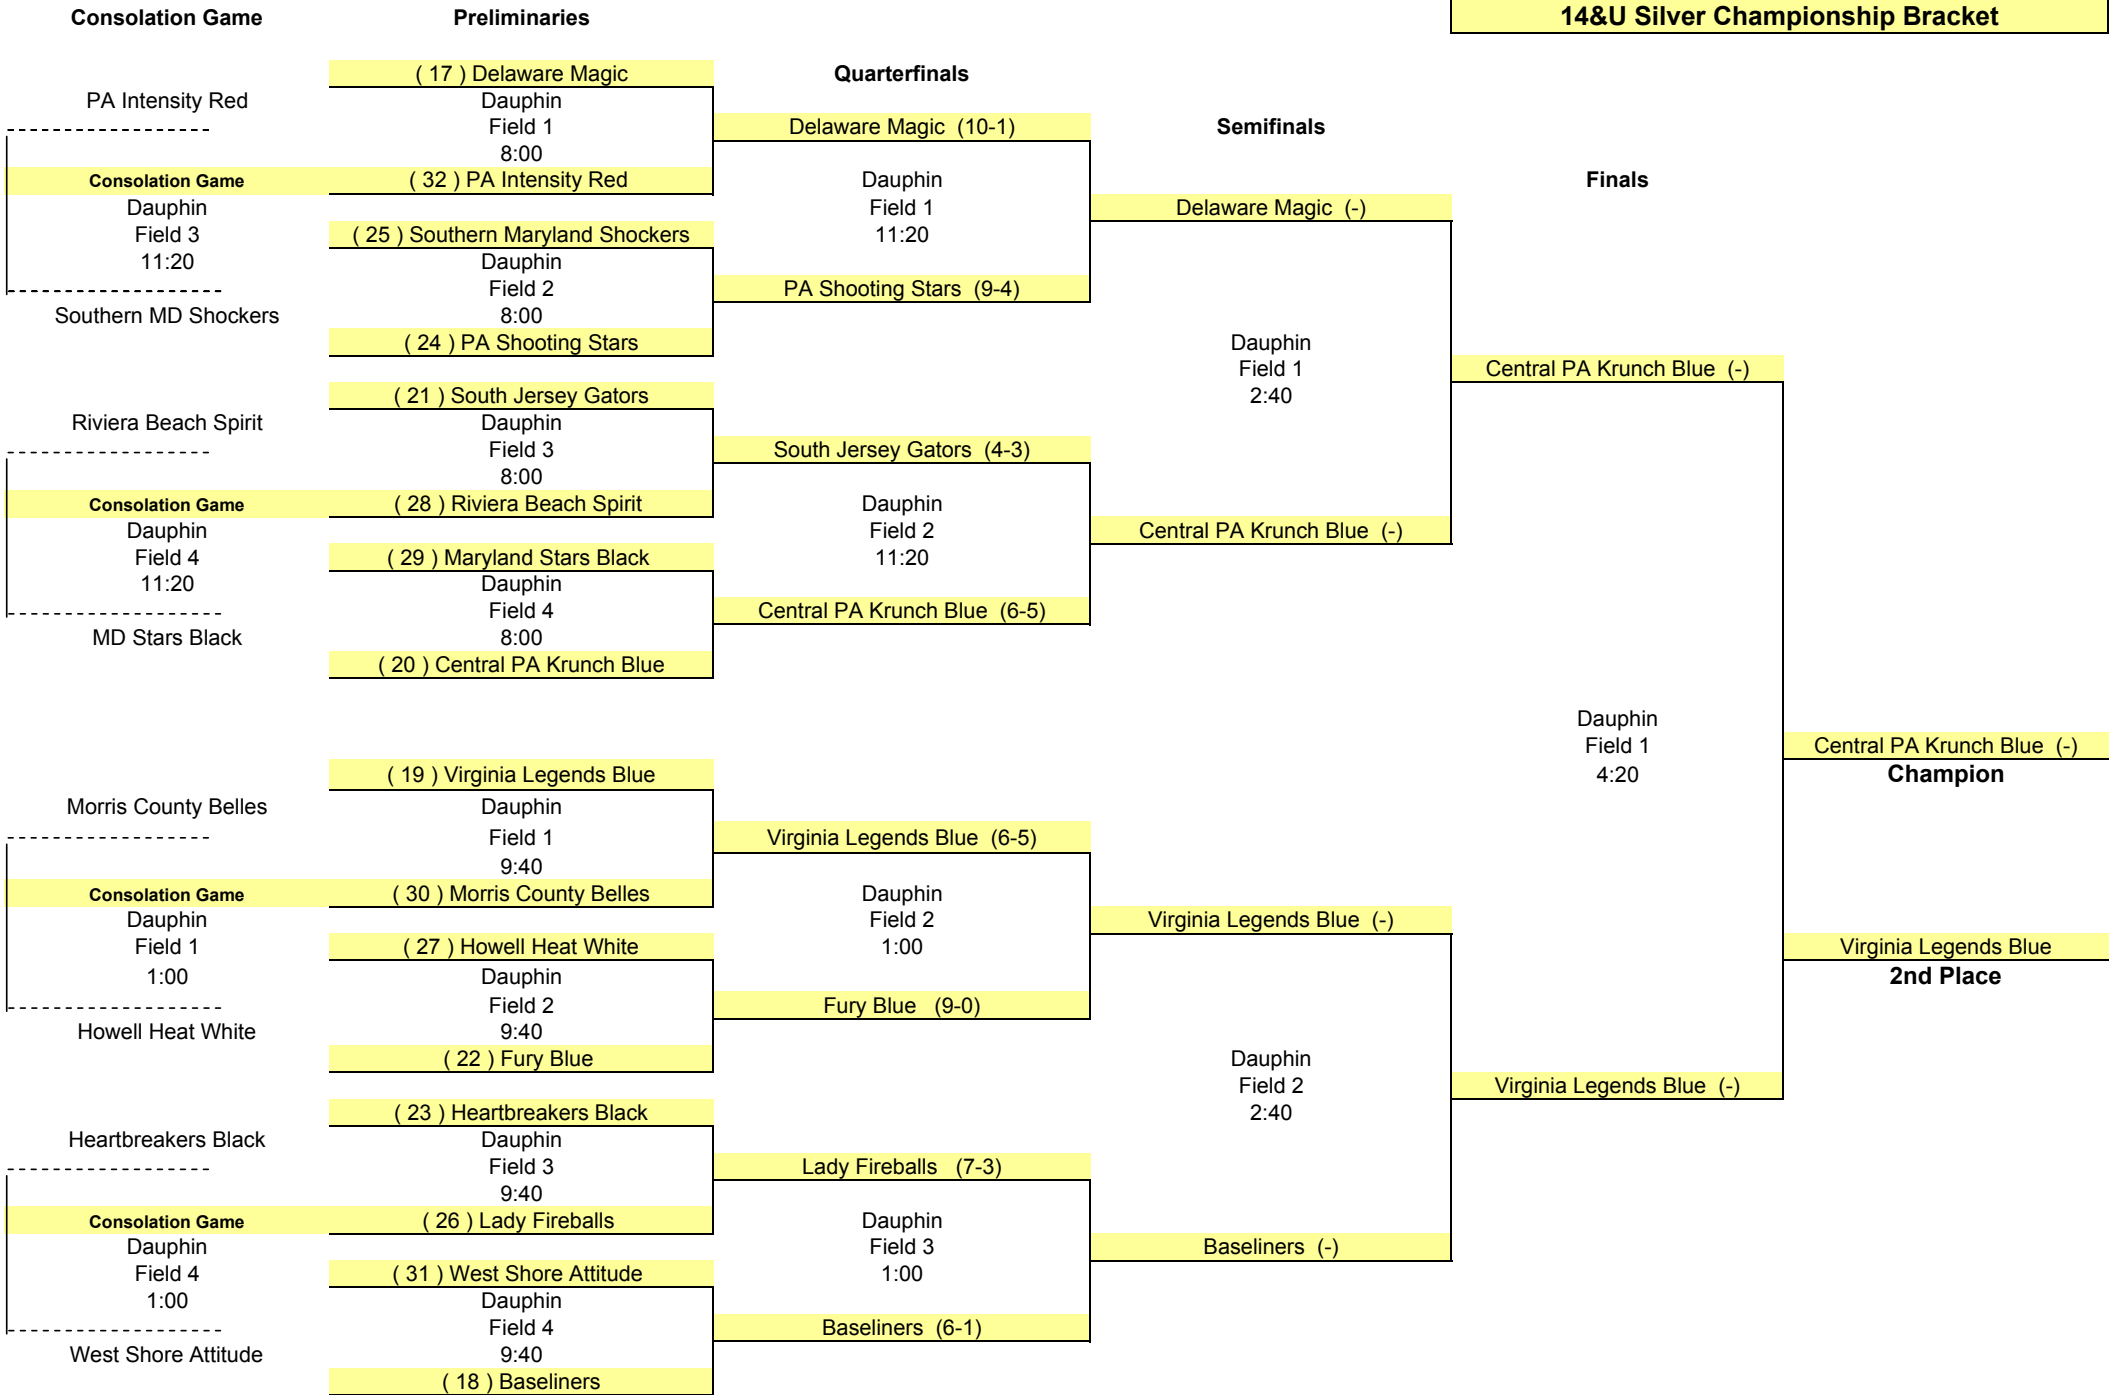 Consolation Game
Preliminaries
14&U Silver Championship Bracket
( 17 ) Delaware Magic
Quarterfinals
PA Intensity Red
Dauphin
Field 1
8:00
Delaware Magic (10-1)
Semifinals
Consolation Game
( 32 ) PA Intensity Red
Dauphin
Field 1
11:20
Finals
Dauphin
Field 3
11:20
Delaware Magic (-)
( 25 ) Southern Maryland Shockers
Dauphin
Field 2
8:00
PA Shooting Stars (9-4)
Southern MD Shockers
( 24 ) PA Shooting Stars
Dauphin
Field 1
2:40
Central PA Krunch Blue (-)
( 21 ) South Jersey Gators
Riviera Beach Spirit
Dauphin
Field 3
8:00
South Jersey Gators (4-3)
Consolation Game
( 28 ) Riviera Beach Spirit
Dauphin
Field 2
11:20
Dauphin
Field 4
11:20
Central PA Krunch Blue (-)
( 29 ) Maryland Stars Black
Dauphin
Field 4
8:00
Central PA Krunch Blue (6-5)
MD Stars Black
( 20 ) Central PA Krunch Blue
Dauphin
Field 1
4:20
Central PA Krunch Blue (-)
Champion
( 19 ) Virginia Legends Blue
Morris County Belles
Dauphin
Field 1
9:40
Virginia Legends Blue (6-5)
Consolation Game
( 30 ) Morris County Belles
Dauphin
Field 2
1:00
Dauphin
Field 1
1:00
Virginia Legends Blue (-)
( 27 ) Howell Heat White
Virginia Legends Blue
2nd Place
Dauphin
Field 2
9:40
Fury Blue (9-0)
Howell Heat White
( 22 ) Fury Blue
Dauphin
Field 2
2:40
Virginia Legends Blue (-)
( 23 ) Heartbreakers Black
Heartbreakers Black
Dauphin
Field 3
9:40
Lady Fireballs (7-3)
Consolation Game
( 26 ) Lady Fireballs
Dauphin
Field 3
1:00
Dauphin
Field 4
1:00
Baseliners (-)
( 31 ) West Shore Attitude
Dauphin
Field 4
9:40
Baseliners (6-1)
West Shore Attitude
( 18 ) Baseliners